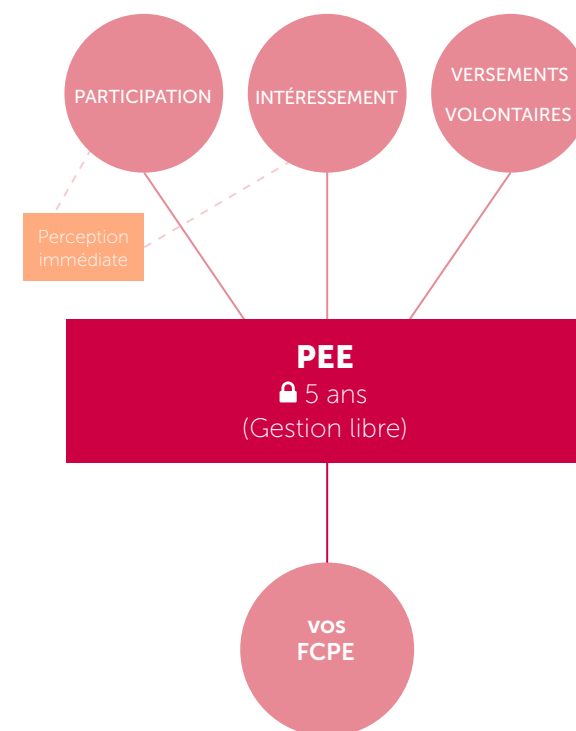 PARTICIPATION
INTÉRESSEMENT
VERSEMENTS
VOLONTAIRES
Perception
immédiate
PEE
5 ans
(Gestion libre)
VOS
FCPE